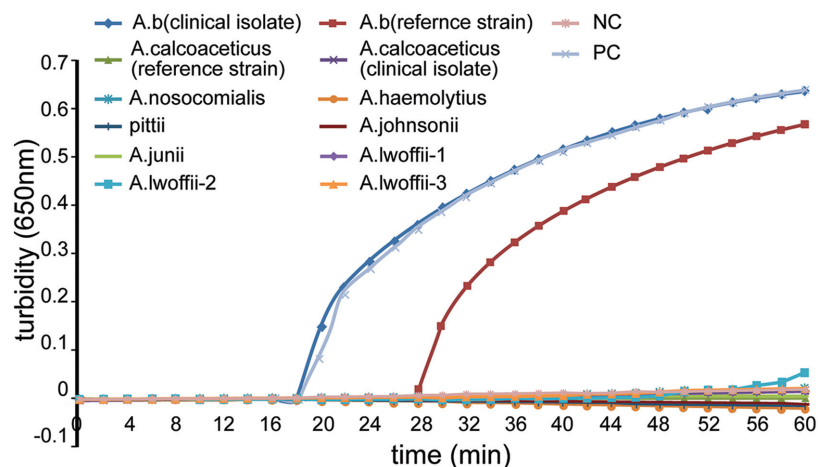 A.b(clinical isolate)
A.b(refernce strain)
NC
A.calcoaceticus
(reference strain)
A.calcoaceticus
(clinical isolate)
PC
A.nosocomialis
A.haemolytius
pittii
A.johnsonii
A.junii
A.lwoffii-1
A.lwoffii-2
A.lwoffii-3
turbidity (650nm)
0.7
0.6
0.5
0.4
0.3
0.2
0.1
0
-0.1
0 4 8 12 16 20 24 28 32 36 40 44 48 52 56 60
time (min)